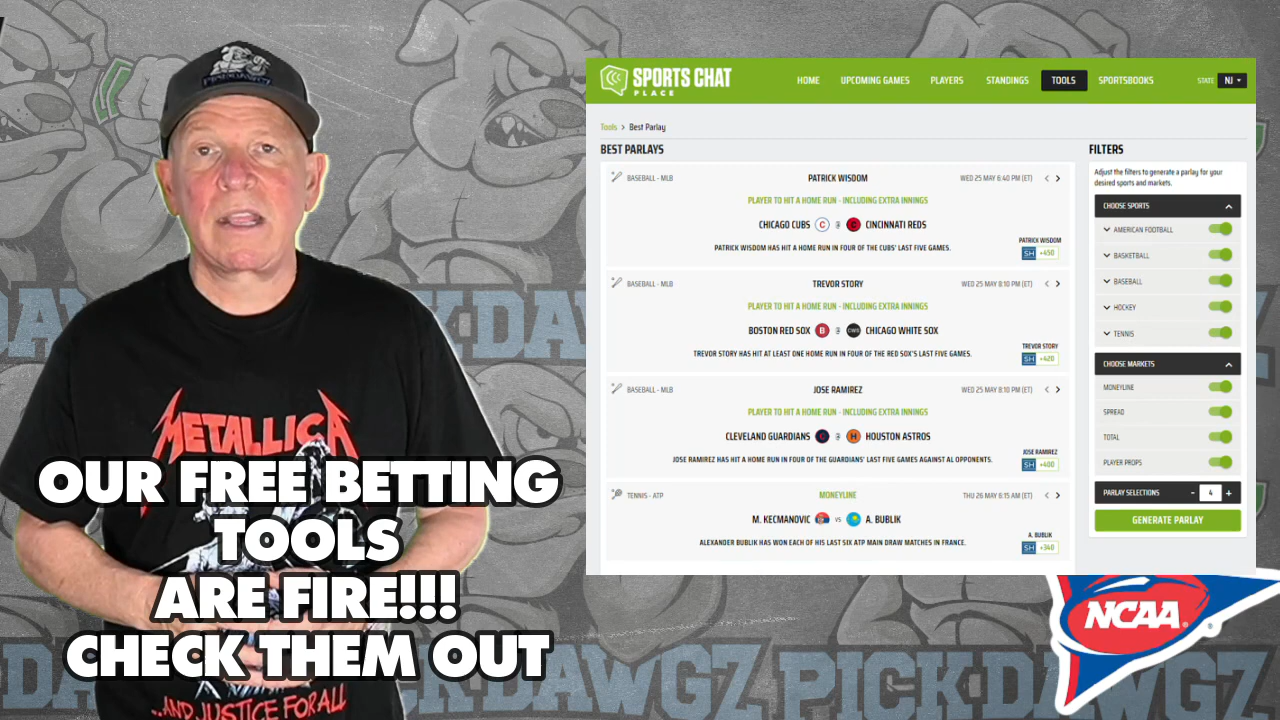 SPORTS CHAT
PLACE
HOME UPCOMING GAMES PLAYERS STANDINGS TOOLS SPORTSBOOKS STATE NJ
Tools > Best Parlay
BEST PARLAYS
BASEBALL - MLB PATRICK WISDOM WED 25 MAY 6:40 PM (ET)
PLAYER TO HIT A HOME RUN - INCLUDING EXTRA INNINGS
CHICAGO CUBS C @ C CINCINNATI REDS
PATRICK WISDOM HAS HIT A HOME RUN IN FOUR OF THE CUBS' LAST FIVE GAMES.
PATRICK WISDOM
SH +450
BASEBALL - MLB TREVOR STORY WED 25 MAY 8:10 PM (ET)
PLAYER TO HIT A HOME RUN - INCLUDING EXTRA INNINGS
BOSTON RED SOX B @ CWS CHICAGO WHITE SOX
TREVOR STORY HAS HIT AT LEAST ONE HOME RUN IN FOUR OF THE RED SOX'S LAST FIVE GAMES.
TREVOR STORY
SH +420
BASEBALL - MLB JOSE RAMIREZ WED 25 MAY 8:10 PM (ET)
PLAYER TO HIT A HOME RUN - INCLUDING EXTRA INNINGS
CLEVELAND GUARDIANS C @ H HOUSTON ASTROS
JOSE RAMIREZ HAS HIT A HOME RUN IN FOUR OF THE GUARDIANS' LAST FIVE GAMES AGAINST AL OPPONENTS.
JOSE RAMIREZ
SH +400
TENNIS - ATP MONEYLINE THU 26 MAY 6:15 AM (ET)
M. KECMANOVIC VS A. BUBLIK
ALEXANDER BUBLIK HAS WON EACH OF HIS LAST SIX ATP MAIN DRAW MATCHES IN FRANCE.
A. BUBLIK
SH +340
FILTERS
Adjust the filters to generate a parlay for your
desired sports and markets.
CHOOSE SPORTS
AMERICAN FOOTBALL
BASKETBALL
BASEBALL
HOCKEY
TENNIS
CHOOSE MARKETS
MONEYLINE
SPREAD
TOTAL
PLAYER PROPS
PARLAY SELECTIONS - 4 +
GENERATE PARLAY
METALLICA
OUR FREE BETTING
TOOLS
ARE FIRE!!!
CHECK THEM OUT
...AND JUSTICE FOR ALL
NCAA
PICKDAWGZ PICKDAWGZ